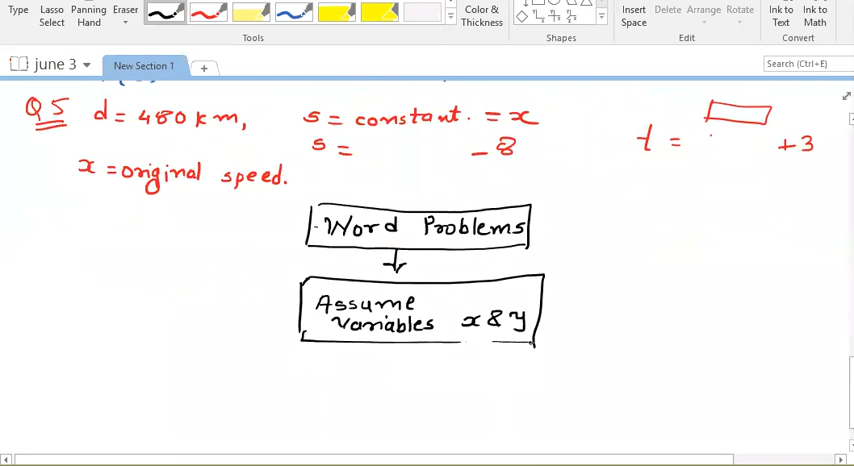 Type
Lasso Select
Panning Hand
Eraser
Color & Thickness
Insert Space
Delete
Arrange
Rotate
Ink to Text
Ink to Math
Tools
Shapes
Edit
Convert
june 3
New Section 1
Search (Ctrl+E)
Q5 d = 480 km, s = constant. = x
s = - 8 t = +3
x = original speed.
Word Problems
Assume
variables x & y